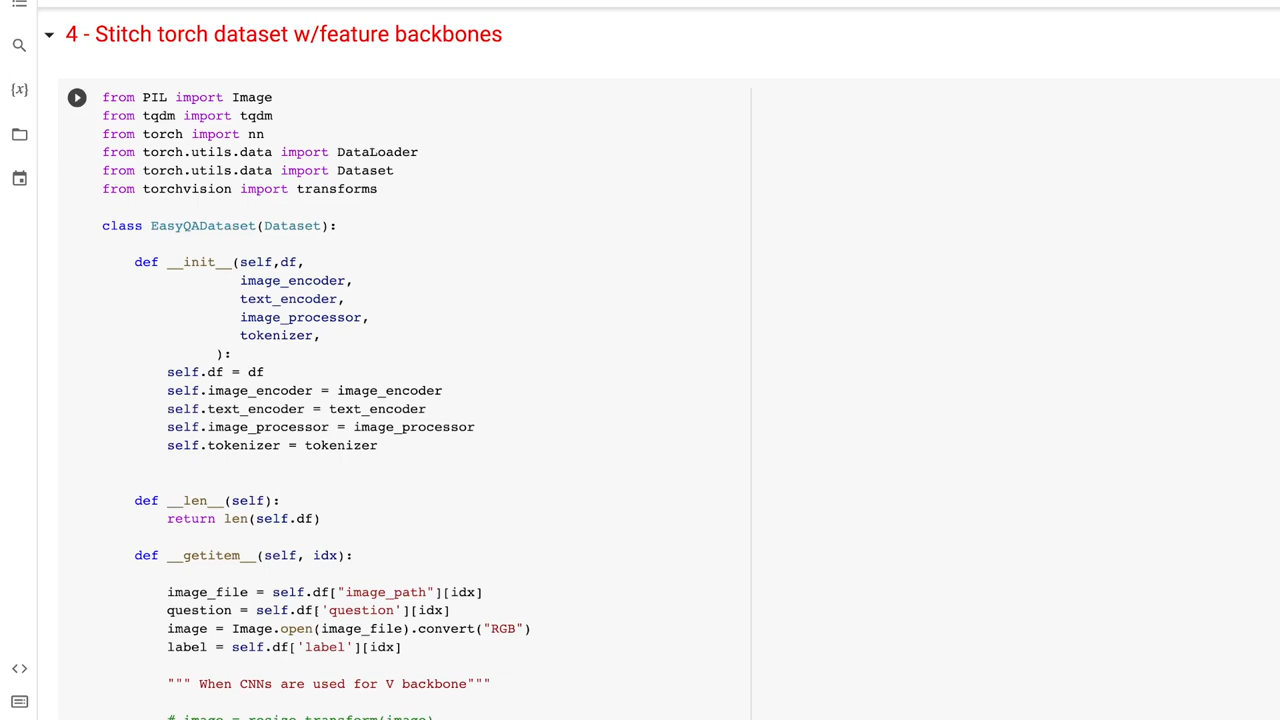 4 - Stitch torch dataset w/feature backbones
{x}
from PIL import Image
from tqdm import tqdm
from torch import nn
from torch.utils.data import DataLoader
from torch.utils.data import Dataset
from torchvision import transforms
class EasyQADataset(Dataset):
def __init__(self,df,
image_encoder,
text_encoder,
image_processor,
tokenizer,
):
self.df = df
self.image_encoder = image_encoder
self.text_encoder = text_encoder
self.image_processor = image_processor
self.tokenizer = tokenizer
def __len__(self):
return len(self.df)
def __getitem__(self, idx):
image_file = self.df["image_path"][idx]
question = self.df['question'][idx]
image = Image.open(image_file).convert("RGB")
label = self.df['label'][idx]
""" When CNNs are used for V backbone"""
# image = resize_transform(image)